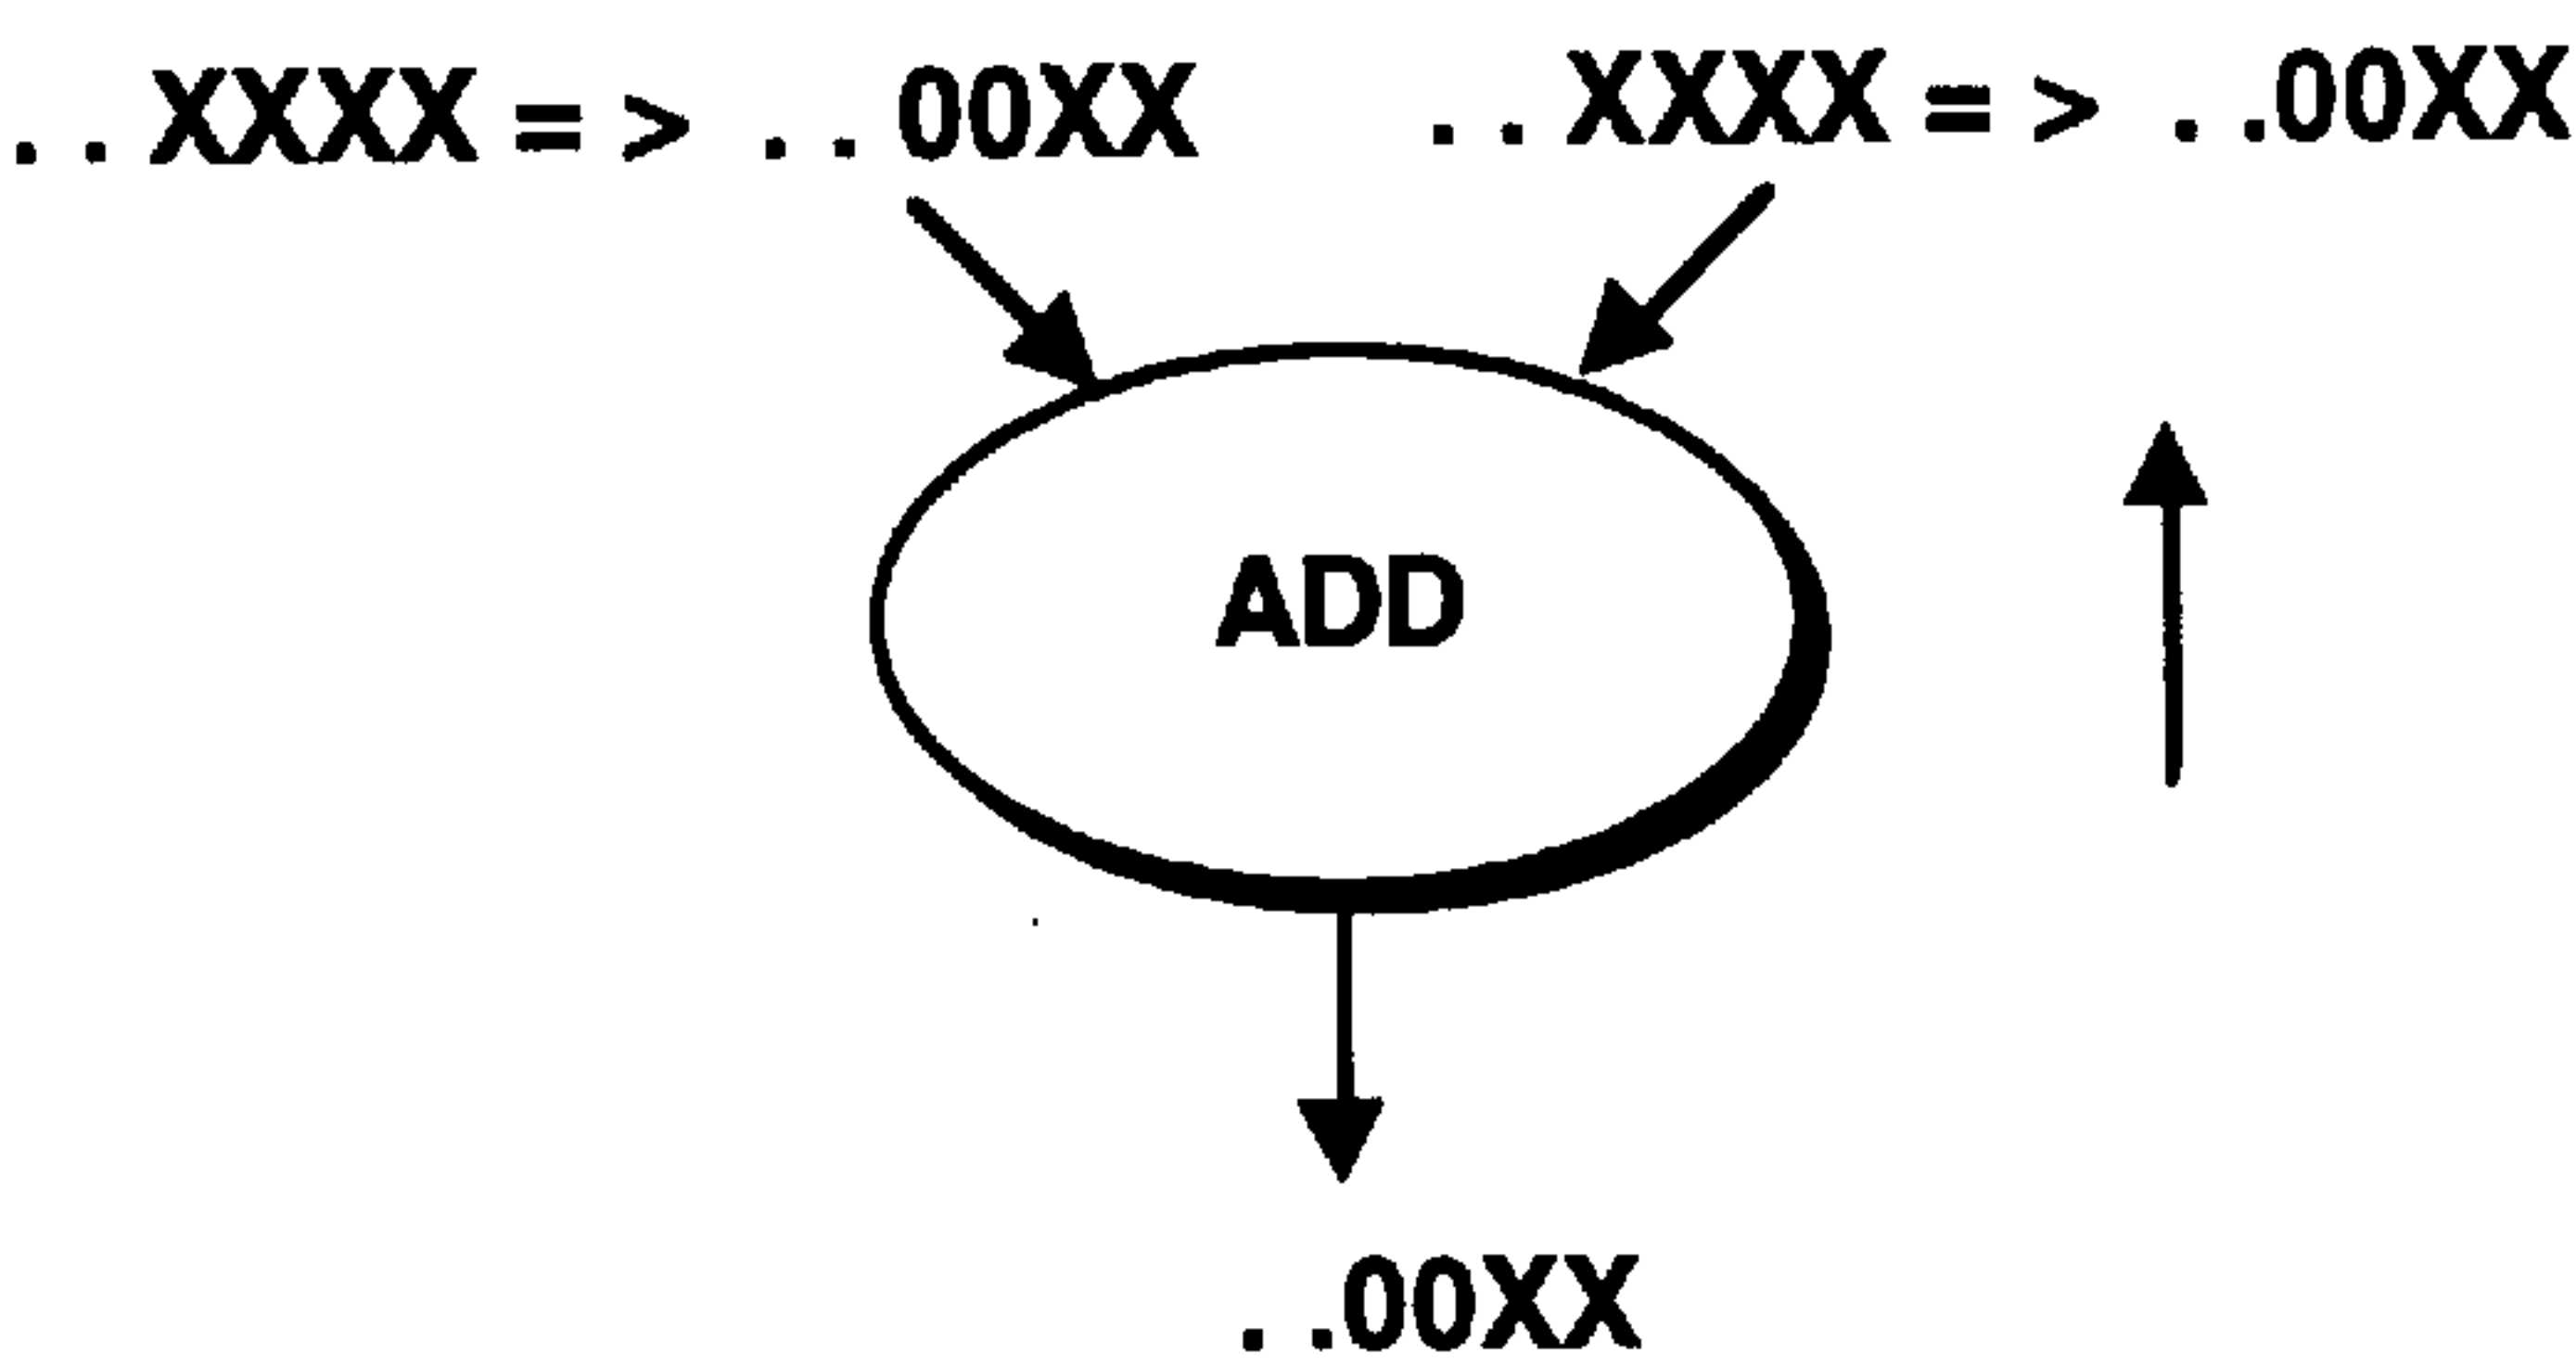 . . XXXX = > . . 00XX . . XXXX = > . .00XX
ADD
. .00XX